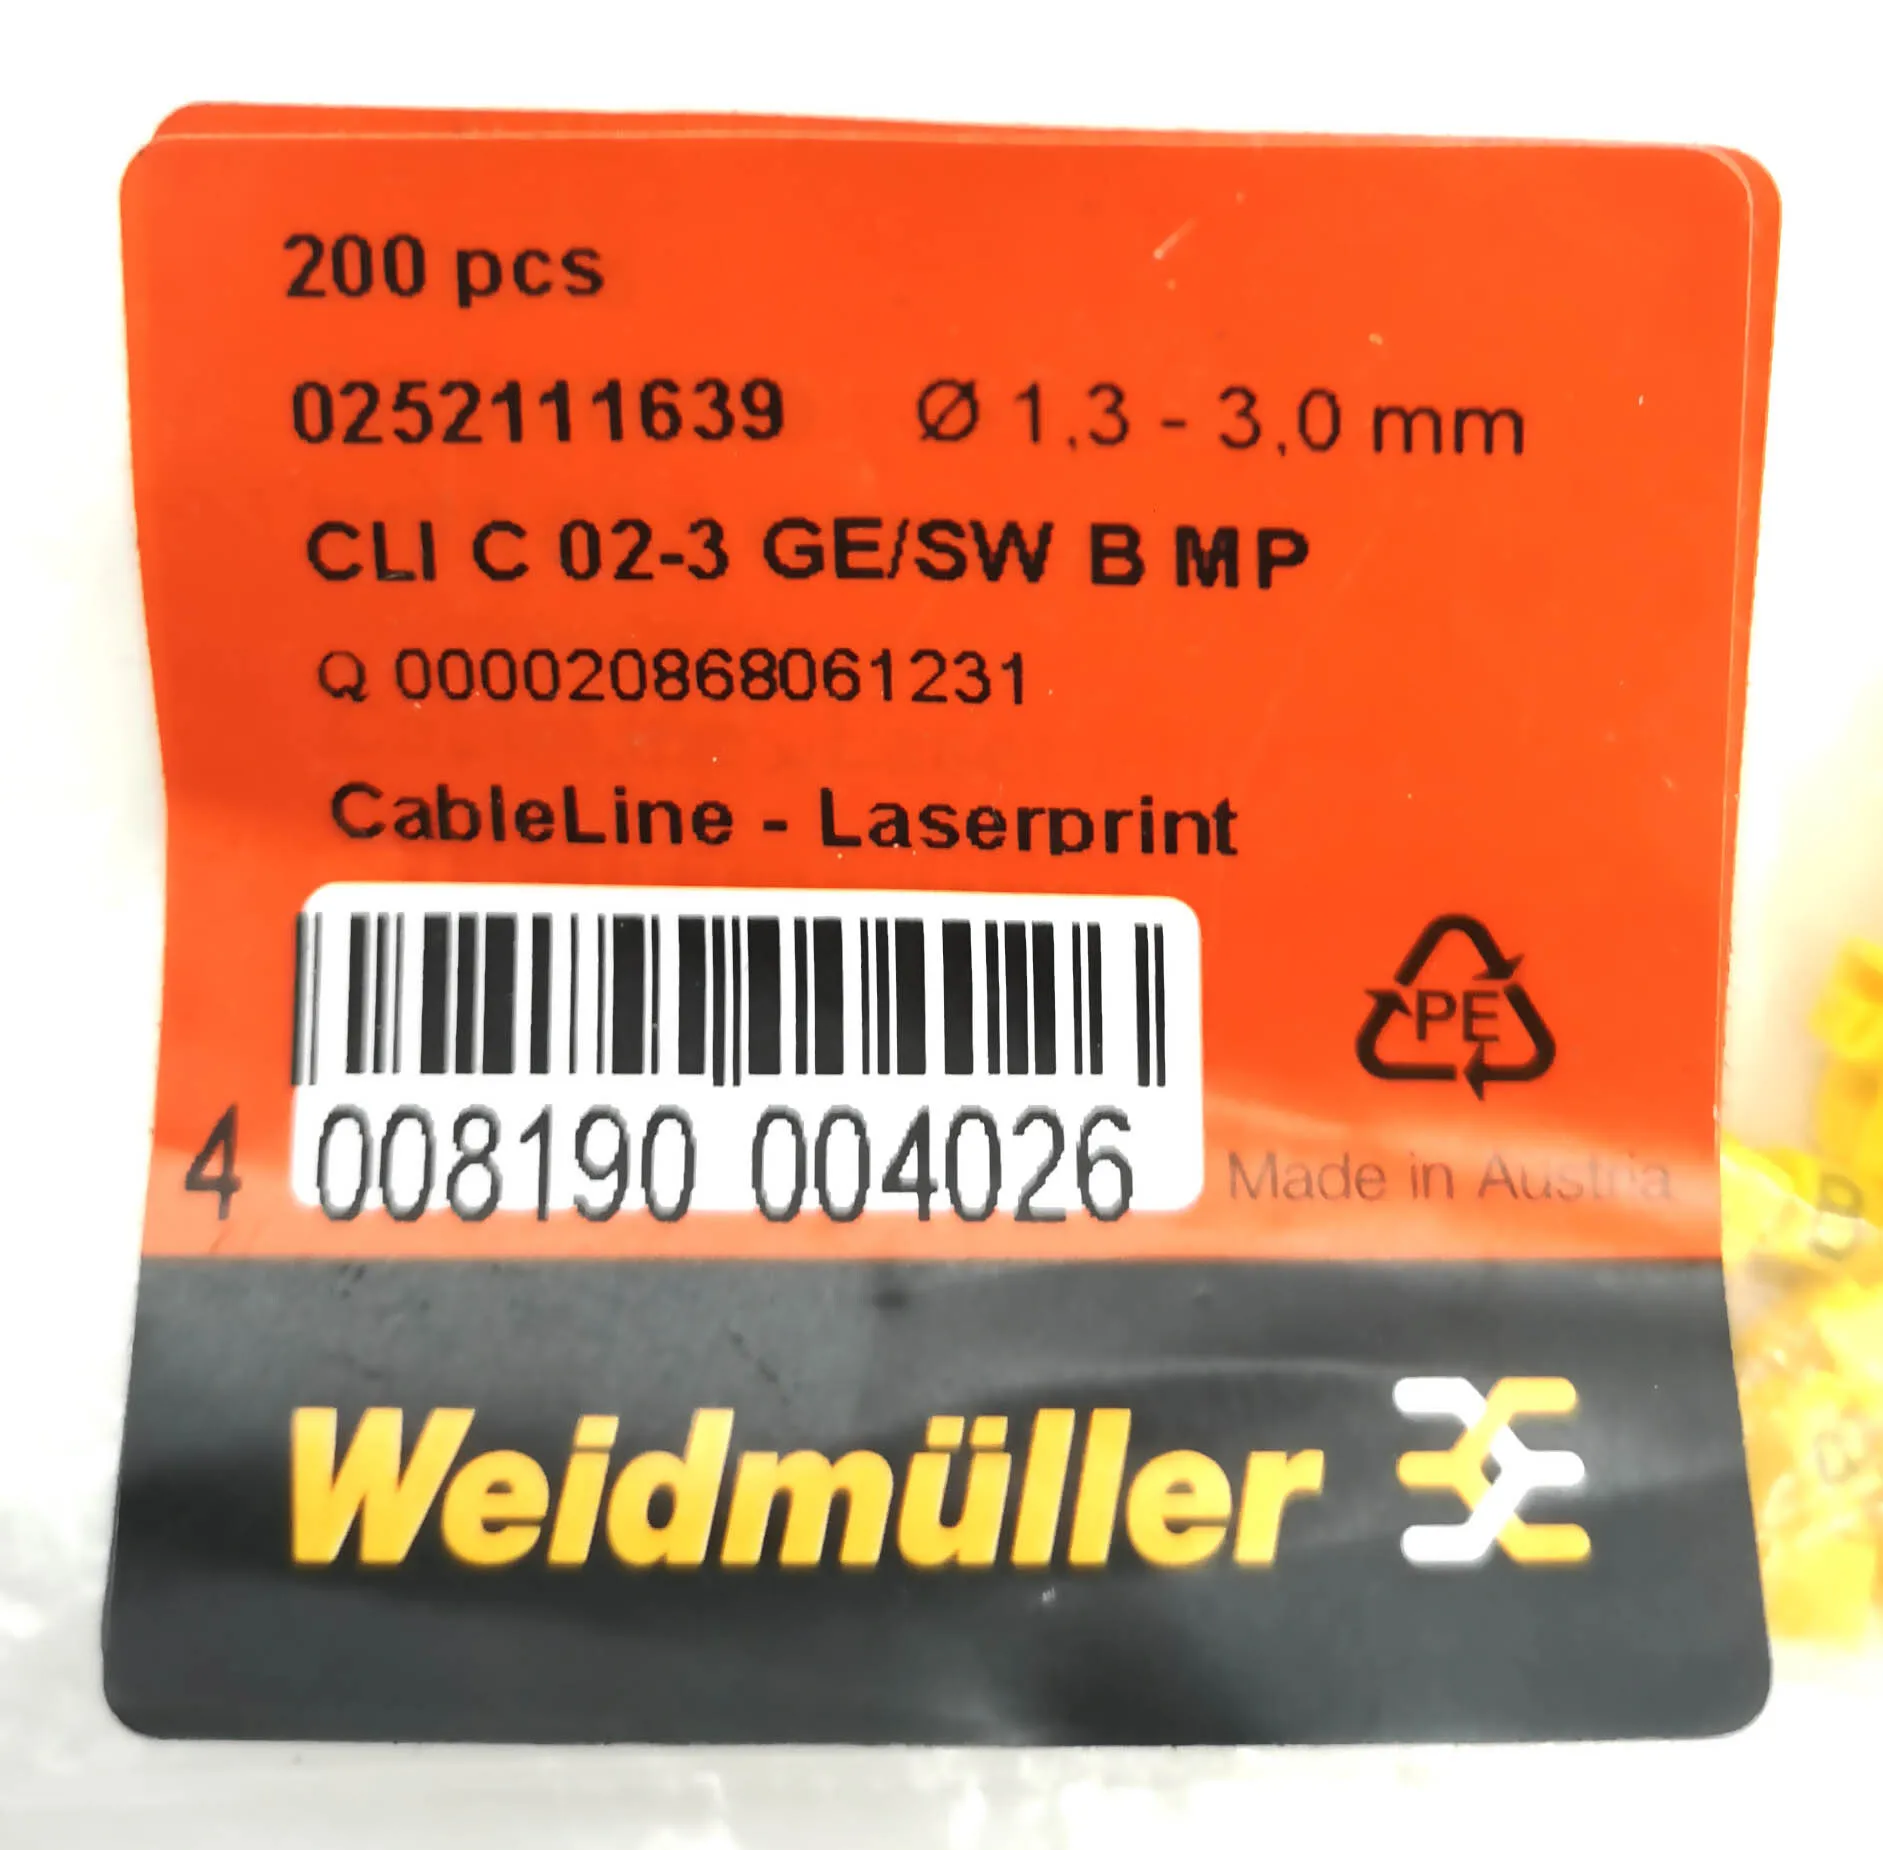 200 pcs
0252111639 Ø 1,3 - 3,0 mm
CLI C 02-3 GE/SW B MP
Q 000020868061231
CableLine - Laserprint
PE
4 008190 004026
Made in Austria
Weidmüller
B
B